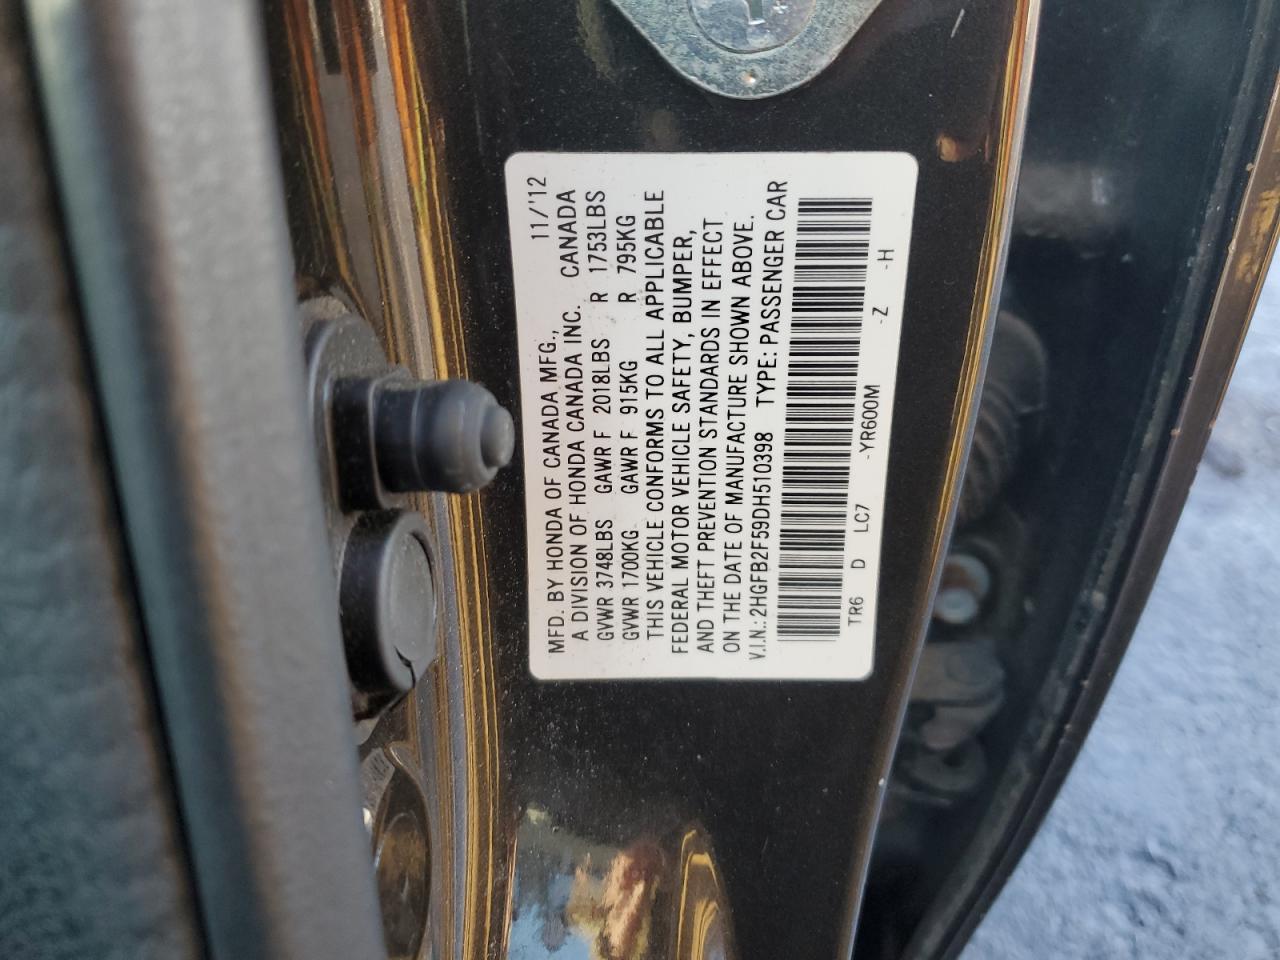 MFD. BY HONDA OF CANADA MFG., 11/'12
A DIVISION OF HONDA CANADA INC. CANADA
GVWR 3748LBS GAWR F 2018LBS R 1753LBS
GVWR 1700KG GAWR F 915KG R 795KG
THIS VEHICLE CONFORMS TO ALL APPLICABLE
FEDERAL MOTOR VEHICLE SAFETY, BUMPER,
AND THEFT PREVENTION STANDARDS IN EFFECT
ON THE DATE OF MANUFACTURE SHOWN ABOVE.
V.I.N.: 2HGFB2F59DH510398 TYPE: PASSENGER CAR
TR6 D LC7 -YR600M -Z -H